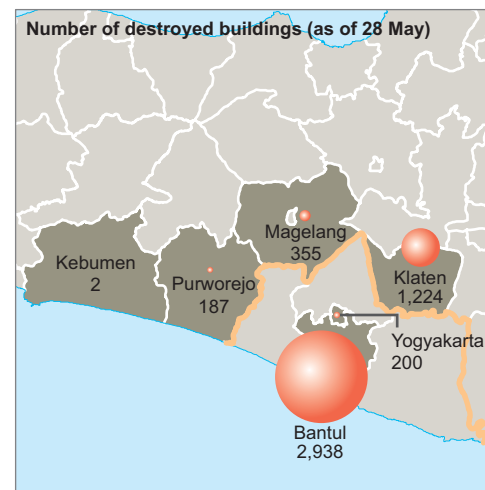 Number of destroyed buildings (as of 28 May)
Magelang
355
Kebumen
2
Purworejo
187
Klaten
1,224
Yogyakarta
200
Bantul
2,938